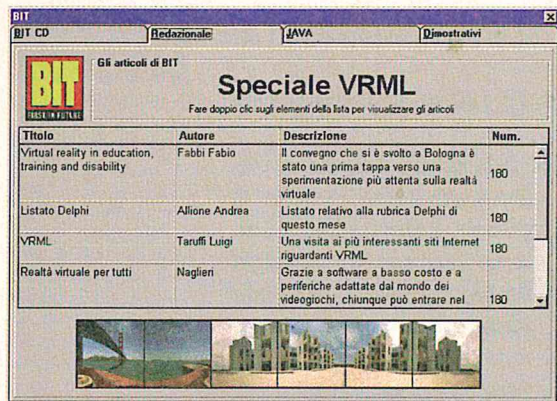 BIT
BIT CD Redazionale JAVA Dimostrativi
Gli articoli di BIT
BIT
Speciale VRML
Fare doppio clic sugli elementi della lista per visualizzare gli articoli
Titolo Autore Descrizione Num.
Virtual reality in education, training and disability
Fabbi Fabio
Il convegno che si è svolto a Bologna è
stato una prima tappa verso una
sperimentazione più attenta sulla realtà
virtuale
180
Listato Delphi
Allione Andrea
Listato relativo alla rubrica Delphi di
questo mese
180
VRML
Taruffi Luigi
Una visita ai più interessanti siti Internet
riguardanti VRML
180
Realtà virtuale per tutti
Naglieri
Grazie a software a basso costo e a
periferiche adattate dal mondo dei
videogiochi, chiunque può entrare nel
180